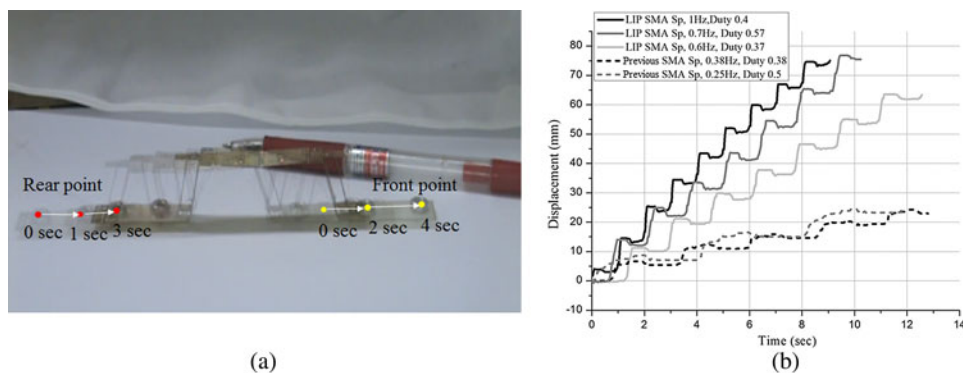 Rear point
Front point
0 sec
1 sec
3 sec
0 sec
2 sec
4 sec
(a)
LIP SMA Sp, 1Hz,Duty 0.4
LIP SMA Sp, 0.7Hz, Duty 0.57
LIP SMA Sp, 0.6Hz, Duty 0.37
Previous SMA Sp, 0.38Hz, Duty 0.38
Previous SMA Sp, 0.25Hz, Duty 0.5
Displacement (mm)
80
70
60
50
40
30
20
10
0
-10
0
2
4
6
8
10
12
14
Time (sec)
(b)